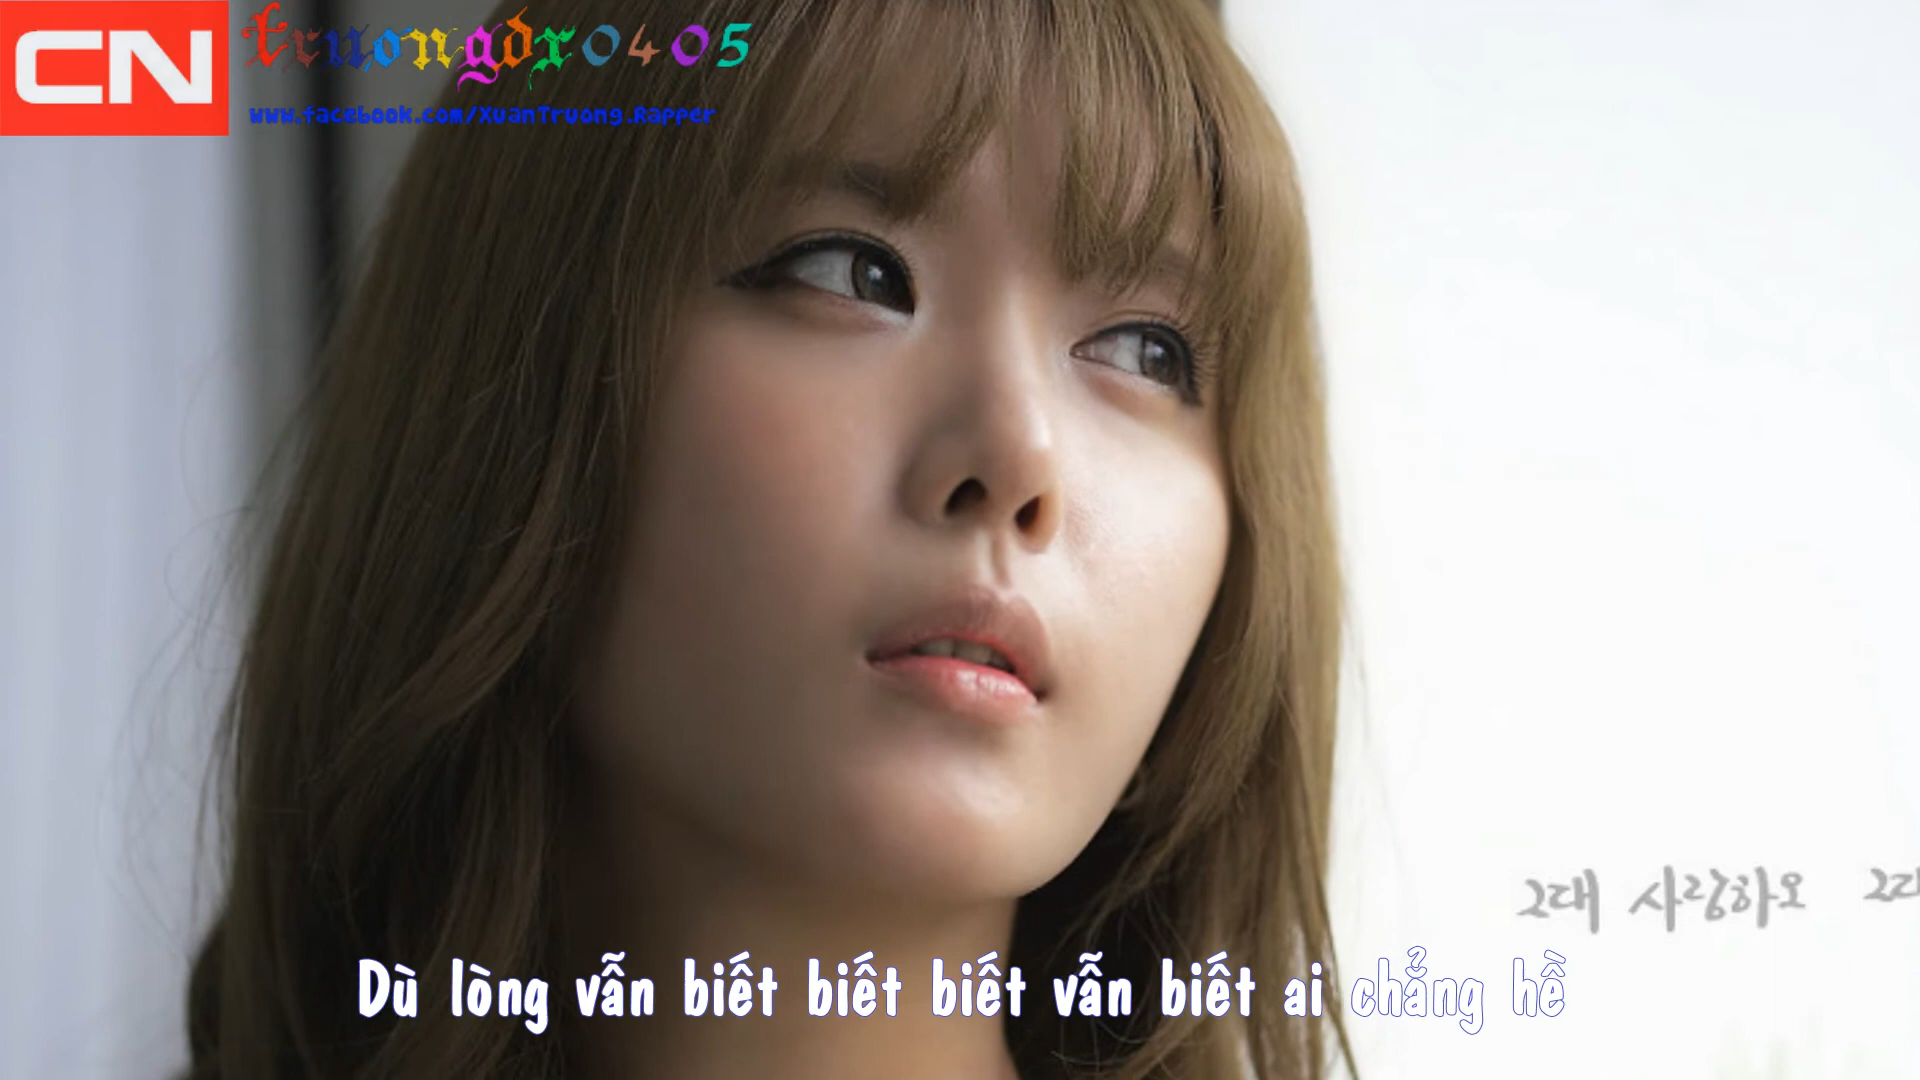 CN
truongdx0405
www.facebook.com/XuanTruong.Rapper
그대 사랑하오
Dù lòng vẫn biết biết biết vẫn biết ai chẳng hề